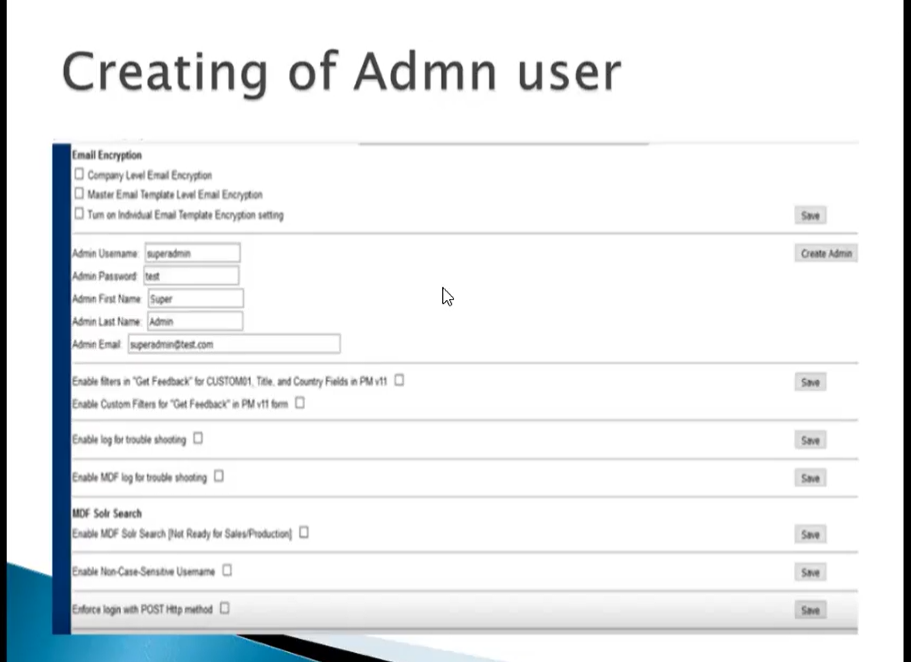 Creating of Admn user
Email Encryption
Company Level Email Encryption
Master Email Template Level Email Encryption
Turn on Individual Email Template Encryption setting
Save
Admin Username: superadmin
Create Admin
Admin Password: test
Admin First Name: Super
Admin Last Name: Admin
Admin Email: superadmin@test.com
Enable filters in "Get Feedback" for CUSTOM01, Title, and Country Fields in PM v11
Save
Enable Custom Filters for "Get Feedback" in PM v11 form
Enable log for trouble shooting
Save
Enable MDF log for trouble shooting
Save
MDF Solr Search
Enable MDF Solr Search [Not Ready for Sales/Production]
Save
Enable Non-Case-Sensitive Username
Save
Enforce login with POST Http method
Save